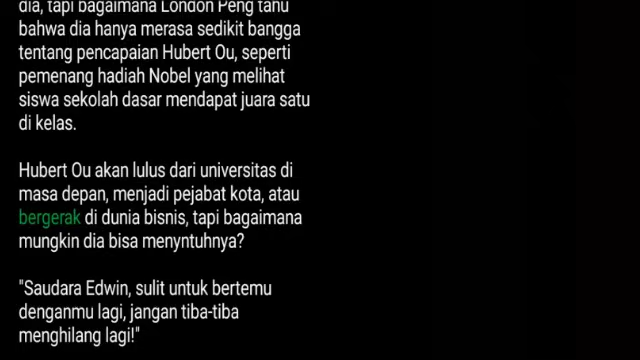 dia, tapi bagaimana London Peng tahu
bahwa dia hanya merasa sedikit bangga
tentang pencapaian Hubert Ou, seperti
pemenang hadiah Nobel yang melihat
siswa sekolah dasar mendapat juara satu
di kelas.
Hubert Ou akan lulus dari universitas di
masa depan, menjadi pejabat kota, atau
bergerak di dunia bisnis, tapi bagaimana
mungkin dia bisa menyntuhnya?
"Saudara Edwin, sulit untuk bertemu
denganmu lagi, jangan tiba-tiba
menghilang lagi!"